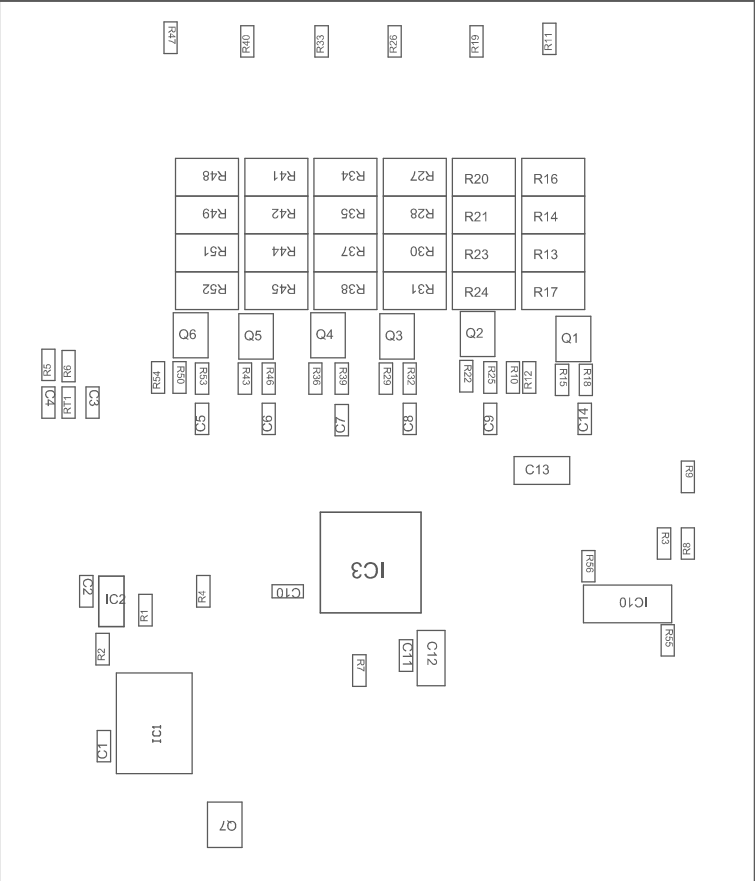 R47 R40 R33 R26 R19 R11
R48 R41 R34 R27 R20 R16
R49 R42 R35 R28 R21 R14
R51 R44 R37 R30 R23 R13
R52 R45 R38 R31 R24 R17
Q6 Q5 Q4 Q3 Q2 Q1
R5 R6 R54 R50 R53 R43 R46 R36 R39 R29 R32 R22 R25 R10 R12 R15 R18
C4 RT1 C3 C5 C6 C7 C8 C9 C14
C13 R9
R3 R8
IC3
C2 IC2 R1 R4 C10 R56
IC10
R2 R7 C11 C12 R55
C1 IC1
Q7